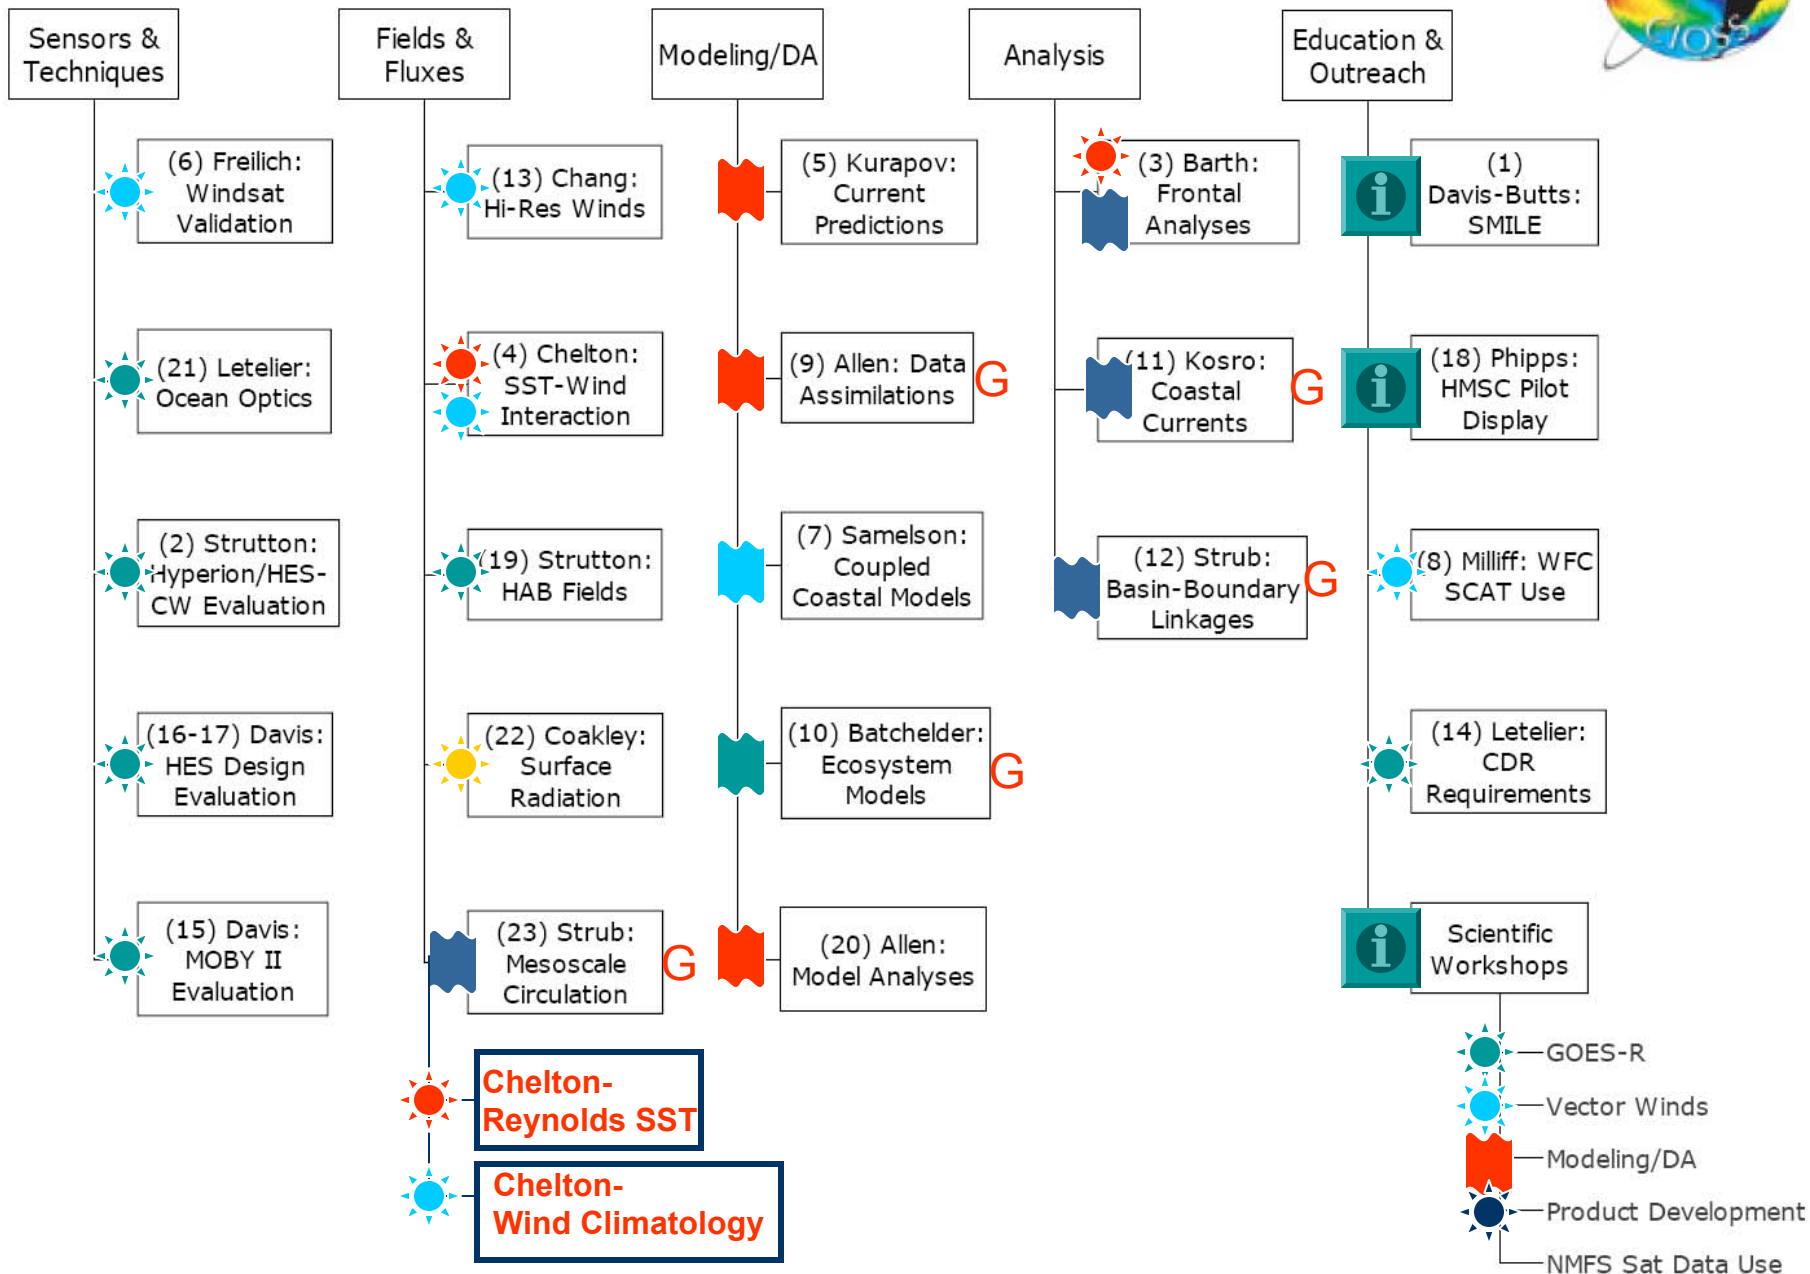 Sensors &
Techniques
Fields &
Fluxes
Modeling/DA
Analysis
Education &
Outreach
CIOSS
(6) Freilich:
Windsat
Validation
(21) Letelier:
Ocean Optics
(2) Strutton:
Hyperion/HES-
CW Evaluation
(16-17) Davis:
HES Design
Evaluation
(15) Davis:
MOBY II
Evaluation
(13) Chang:
Hi-Res Winds
(4) Chelton:
SST-Wind
Interaction
(19) Strutton:
HAB Fields
(22) Coakley:
Surface
Radiation
(23) Strub:
Mesoscale
Circulation
G
Chelton-
Reynolds SST
Chelton-
Wind Climatology
(5) Kurapov:
Current
Predictions
(9) Allen: Data
Assimilations
G
(7) Samelson:
Coupled
Coastal Models
(10) Batchelder:
Ecosystem
Models
G
(20) Allen:
Model Analyses
(3) Barth:
Frontal
Analyses
(11) Kosro:
Coastal
Currents
G
(12) Strub:
Basin-Boundary
Linkages
G
i
(1)
Davis-Butts:
SMILE
i
(18) Phipps:
HMSC Pilot
Display
(8) Milliff: WFC
SCAT Use
(14) Letelier:
CDR
Requirements
i
Scientific
Workshops
GOES-R
Vector Winds
Modeling/DA
Product Development
NMFS Sat Data Use